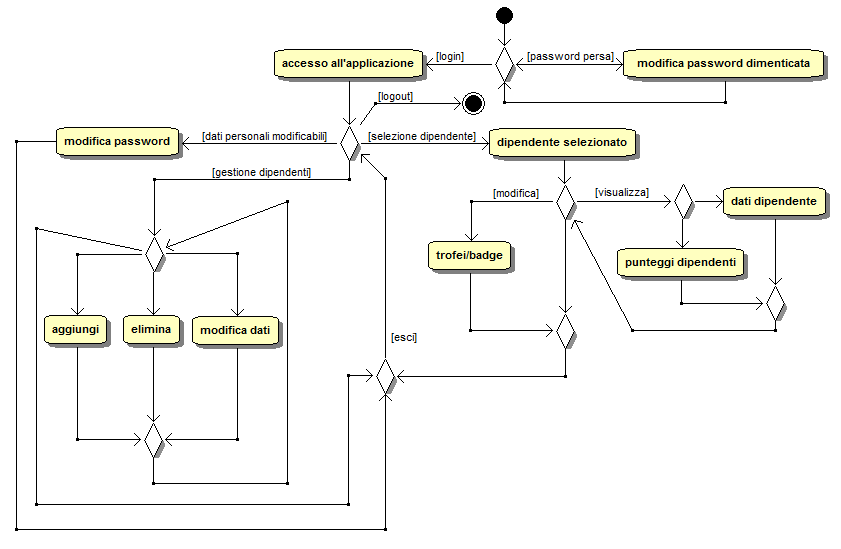 accesso all'applicazione
[login]
[password persa]
modifica password dimenticata
[logout]
modifica password
[dati personali modificabili]
[selezione dipendente]
dipendente selezionato
[gestione dipendenti]
[modifica]
[visualizza]
dati dipendente
trofei/badge
punteggi dipendenti
aggiungi
elimina
modifica dati
[esci]